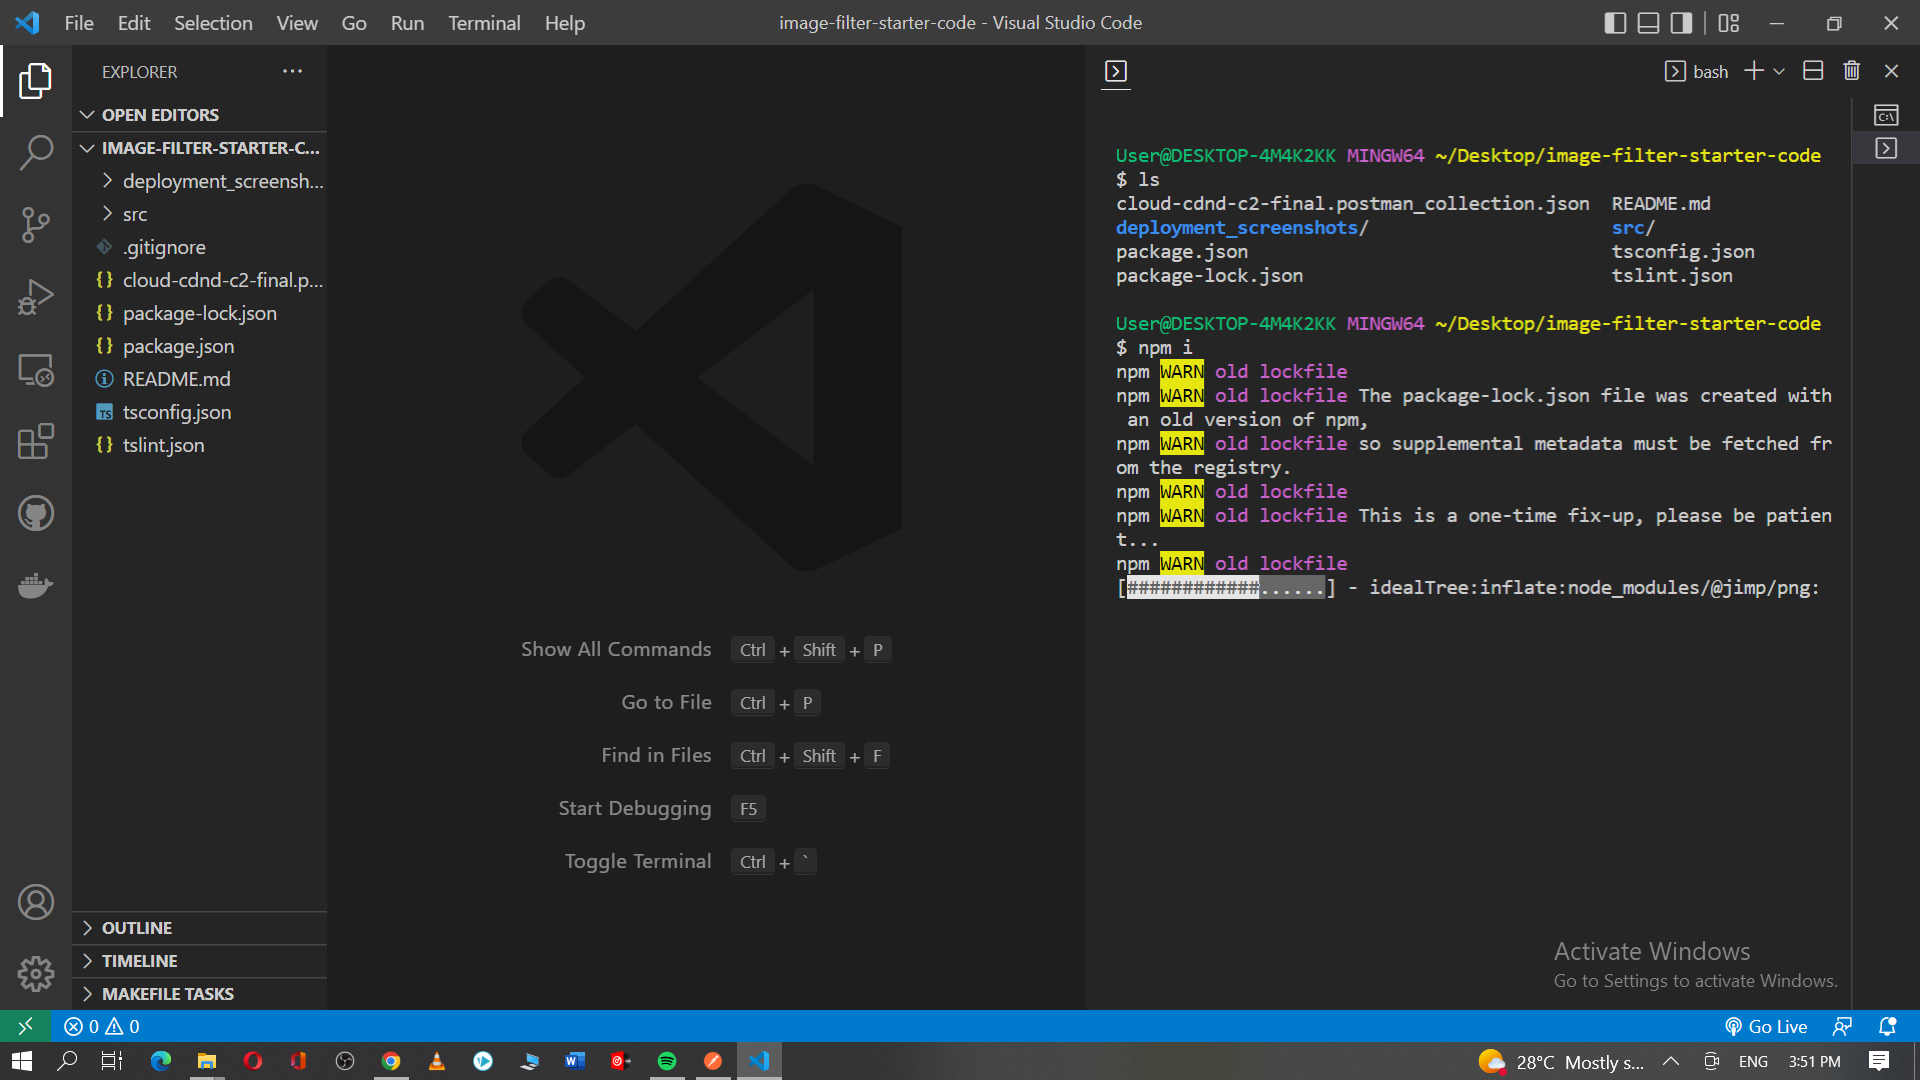 File Edit Selection View Go Run Terminal Help
image-filter-starter-code - Visual Studio Code
EXPLORER
OPEN EDITORS
IMAGE-FILTER-STARTER-C...
deployment_screensh...
src
.gitignore
cloud-cdnd-c2-final.p...
package-lock.json
package.json
README.md
tsconfig.json
tslint.json
OUTLINE
TIMELINE
MAKEFILE TASKS
Show All Commands Ctrl + Shift + P
Go to File Ctrl + P
Find in Files Ctrl + Shift + F
Start Debugging F5
Toggle Terminal Ctrl + `
bash
User@DESKTOP-4M4K2KK MINGW64 ~/Desktop/image-filter-starter-code
$ ls
cloud-cdnd-c2-final.postman_collection.json README.md
deployment_screenshots/ src/
package.json tsconfig.json
package-lock.json tslint.json
User@DESKTOP-4M4K2KK MINGW64 ~/Desktop/image-filter-starter-code
$ npm i
npm WARN old lockfile
npm WARN old lockfile The package-lock.json file was created with
an old version of npm,
npm WARN old lockfile so supplemental metadata must be fetched fr
om the registry.
npm WARN old lockfile
npm WARN old lockfile This is a one-time fix-up, please be patien
t...
npm WARN old lockfile
[############......] - idealTree:inflate:node_modules/@jimp/png:
Activate Windows
Go to Settings to activate Windows.
0 0
Go Live
28°C Mostly s... ENG 3:51 PM